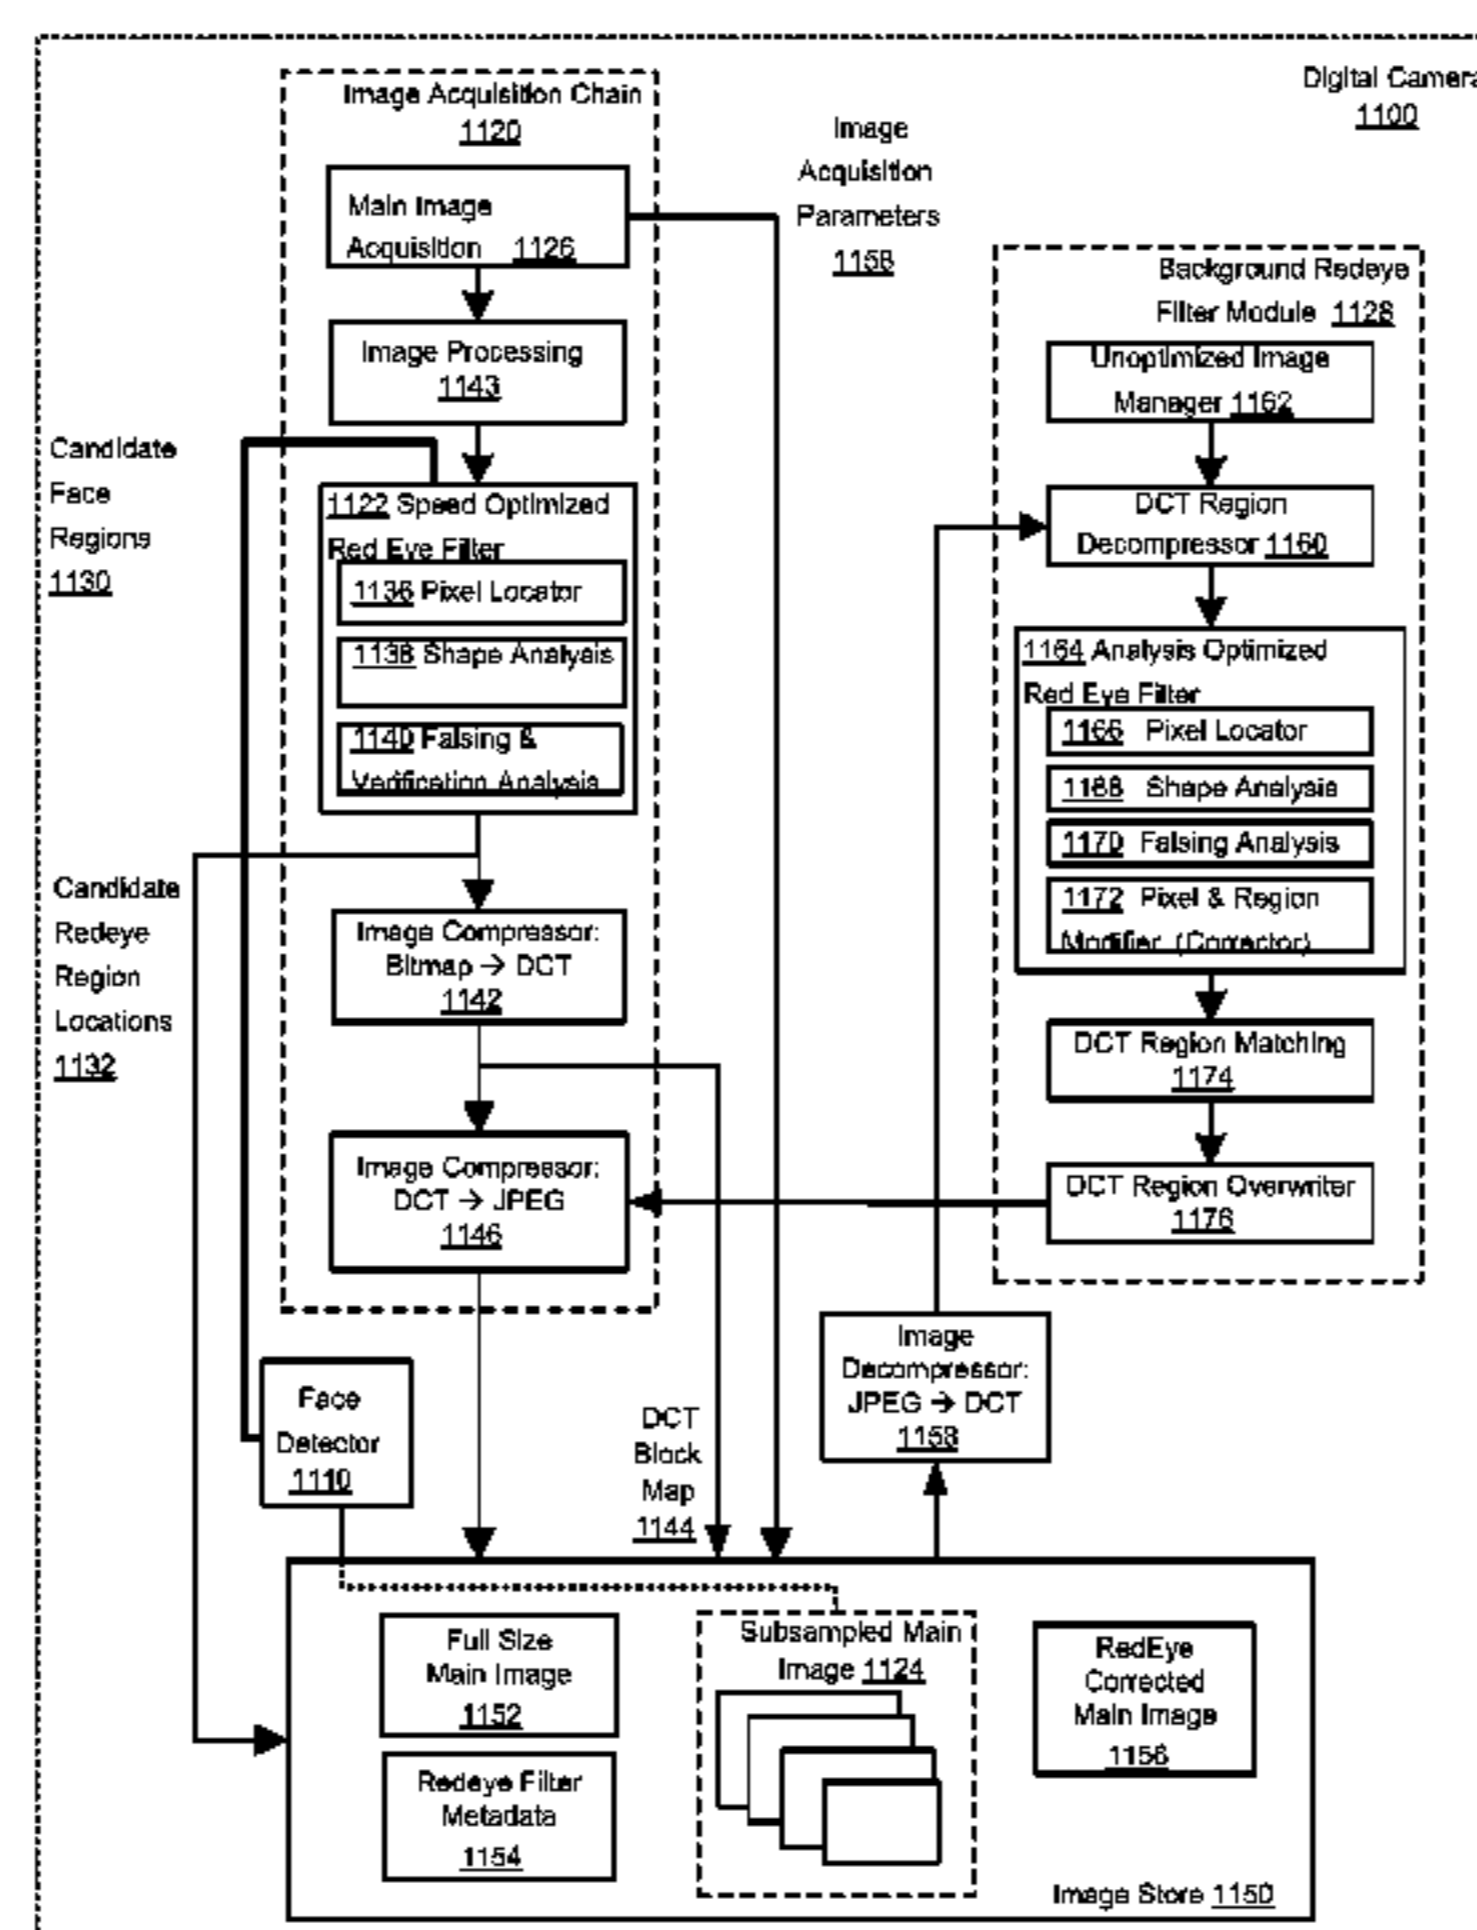 Digital Camera
1100
Image Acquisition Chain
1120
Main Image
Acquisition 1126
Image Processing
1143
1122 Speed Optimized
Red Eye Filter
1136 Pixel Locator
1138 Shape Analysis
1140 Falsing &
Verification Analysis
Image Compressor:
Bitmap → DCT
1142
Image Compressor:
DCT → JPEG
1146
Candidate
Face
Regions
1130
Candidate
Redeye
Region
Locations
1132
Image
Acquisition
Parameters
Background Redeye
Filter Module 1128
Unoptimized Image
Manager 1162
DCT Region
Decompressor 1160
1164 Analysis Optimized
Red Eye Filter
1166 Pixel Locator
1168 Shape Analysis
1170 Falsing Analysis
1172 Pixel & Region
Modifier (Corrector)
DCT Region Matching
1174
DCT Region Overwriter
1176
Image
Decompressor:
JPEG → DCT
1158
Face
Detector
1110
DCT
Block
Map
1144
Full Size
Main Image
1152
Redeye Filter
Metadata
1154
Subsampled Main
Image 1124
RedEye
Corrected
Main Image
1156
Image Store 1150